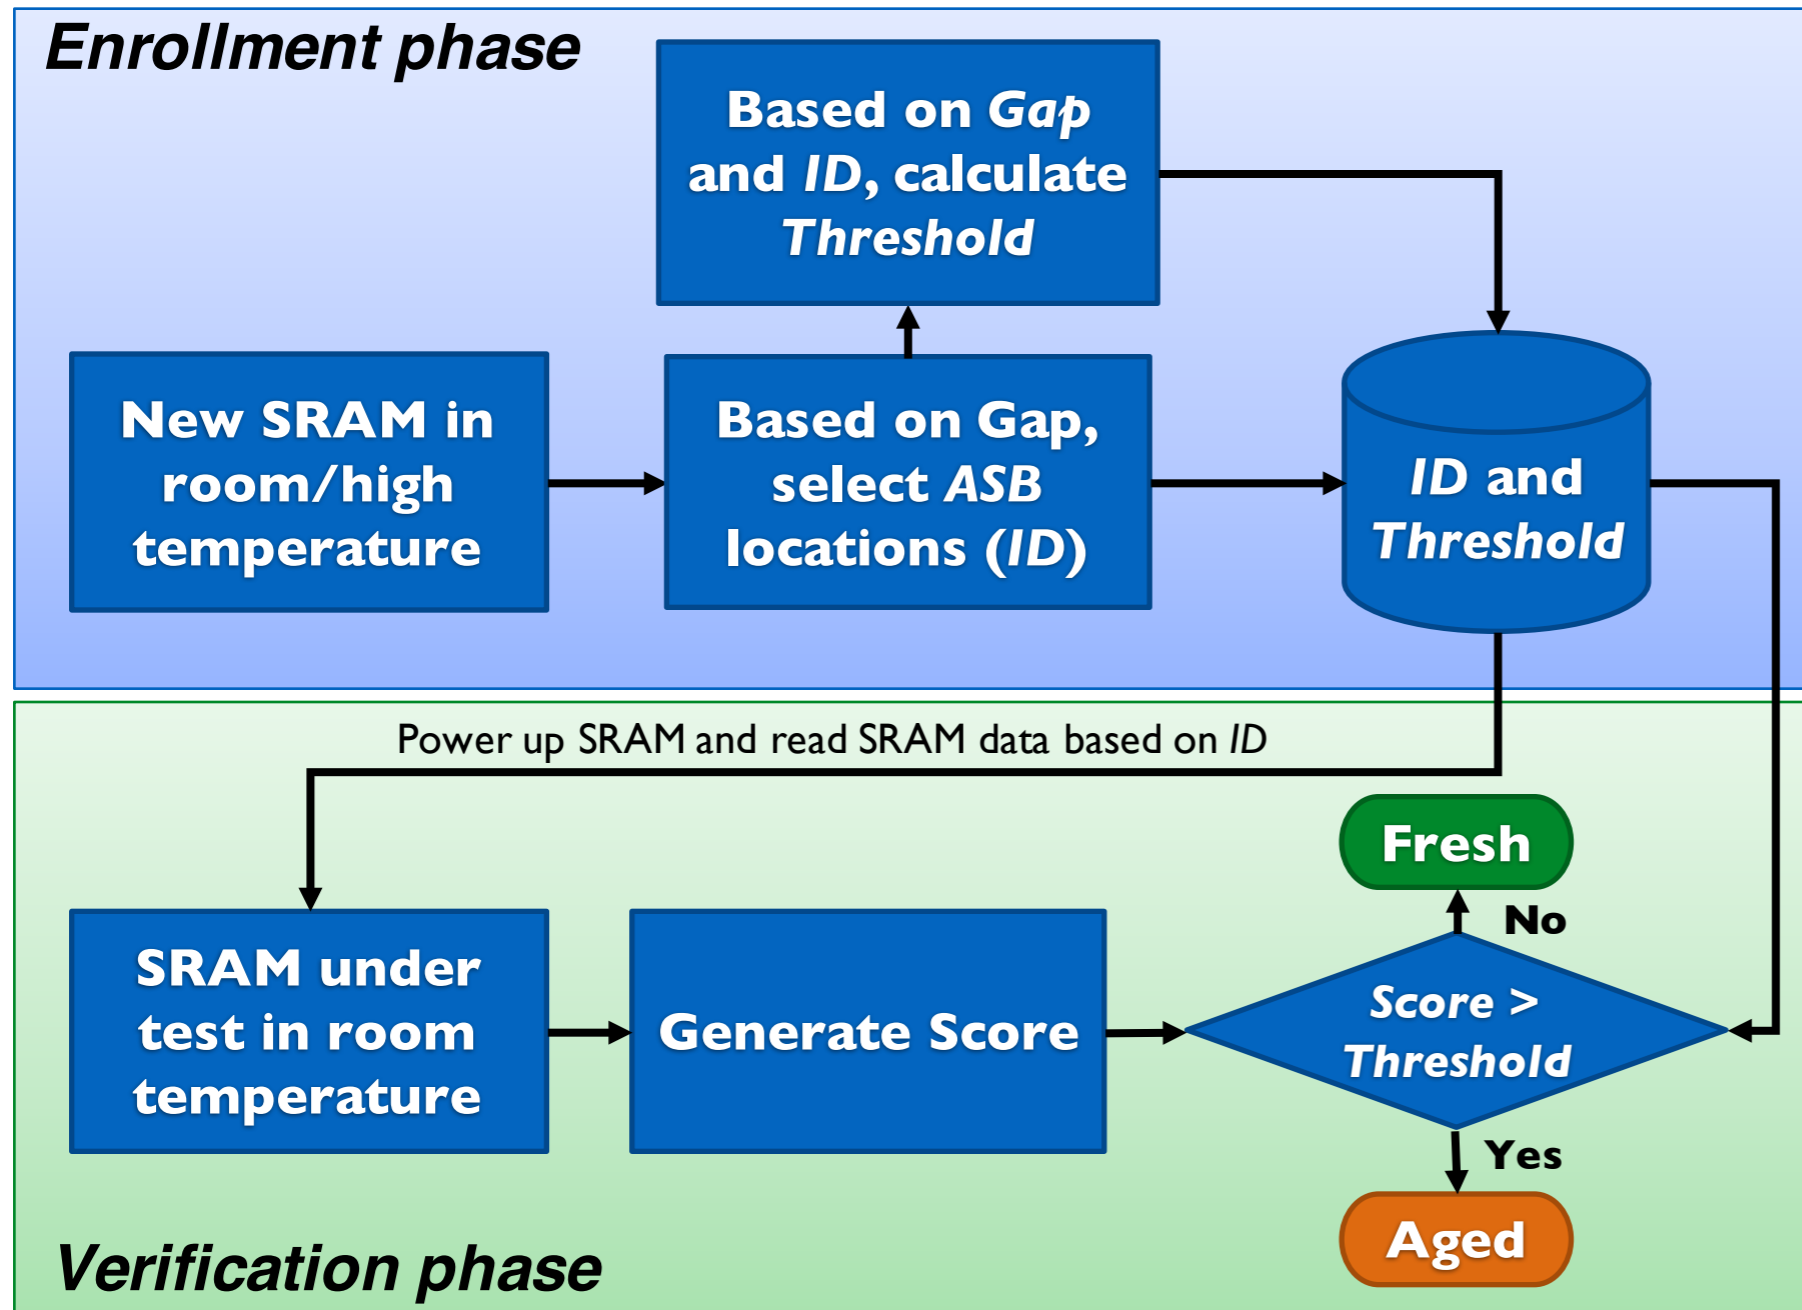 Enrollment phase
Based on Gap
and ID, calculate
Threshold
New SRAM in
room/high
temperature
Based on Gap,
select ASB
locations (ID)
ID and
Threshold
Power up SRAM and read SRAM data based on ID
SRAM under
test in room
temperature
Generate Score
Score >
Threshold
No
Fresh
Yes
Aged
Verification phase